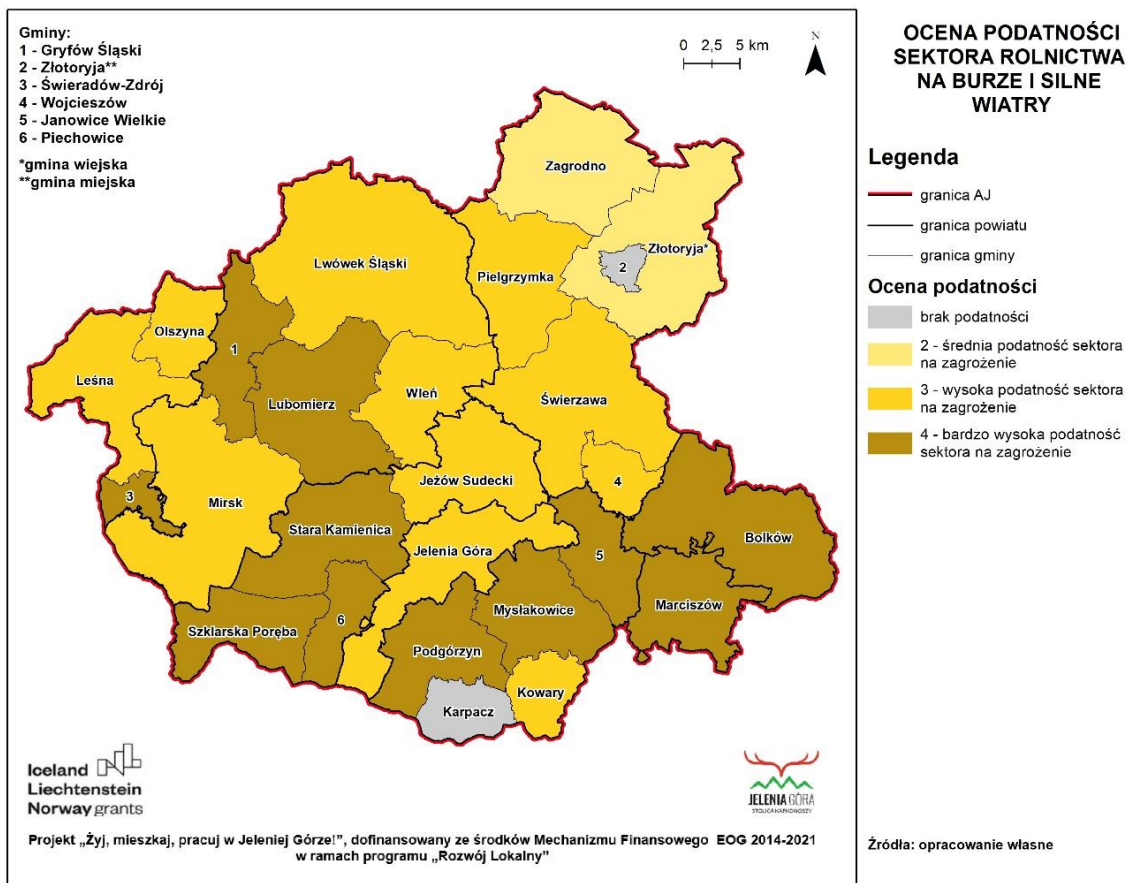 Gminy:
1 - Gryfów Śląski
2 - Złotoryja**
3 - Świeradów-Zdrój
4 - Wojcieszów
5 - Janowice Wielkie
6 - Piechowice
*gmina wiejska
**gmina miejska
0 2,5 5 km
N
Zagrodno
Złotoryja*
2
Lwówek Śląski
Pielgrzymka
Olszyna
1
Leśna
Lubomierz
Wleń
Świerzawa
3
Mirsk
Jeżów Sudecki
4
Stara Kamienica
Jelenia Góra
5
Bolków
Mysłakowice
Marciszów
Szklarska Poręba
6
Podgórzyn
Kowary
Karpacz
Iceland
Liechtenstein
Norway grants
JELENIA GÓRA
STOLICA KARKONOSZY
Projekt „Żyj, mieszkaj, pracuj w Jeleniej Górze!”, dofinansowany ze środków Mechanizmu Finansowego EOG 2014-2021
w ramach programu „Rozwój Lokalny”
OCENA PODATNOŚCI
SEKTORA ROLNICTWA
NA BURZE I SILNE
WIATRY
Legenda
granica AJ
granica powiatu
granica gminy
Ocena podatności
brak podatności
2 - średnia podatność sektora
na zagrożenie
3 - wysoka podatność sektora
na zagrożenie
4 - bardzo wysoka podatność
sektora na zagrożenie
Źródła: opracowanie własne